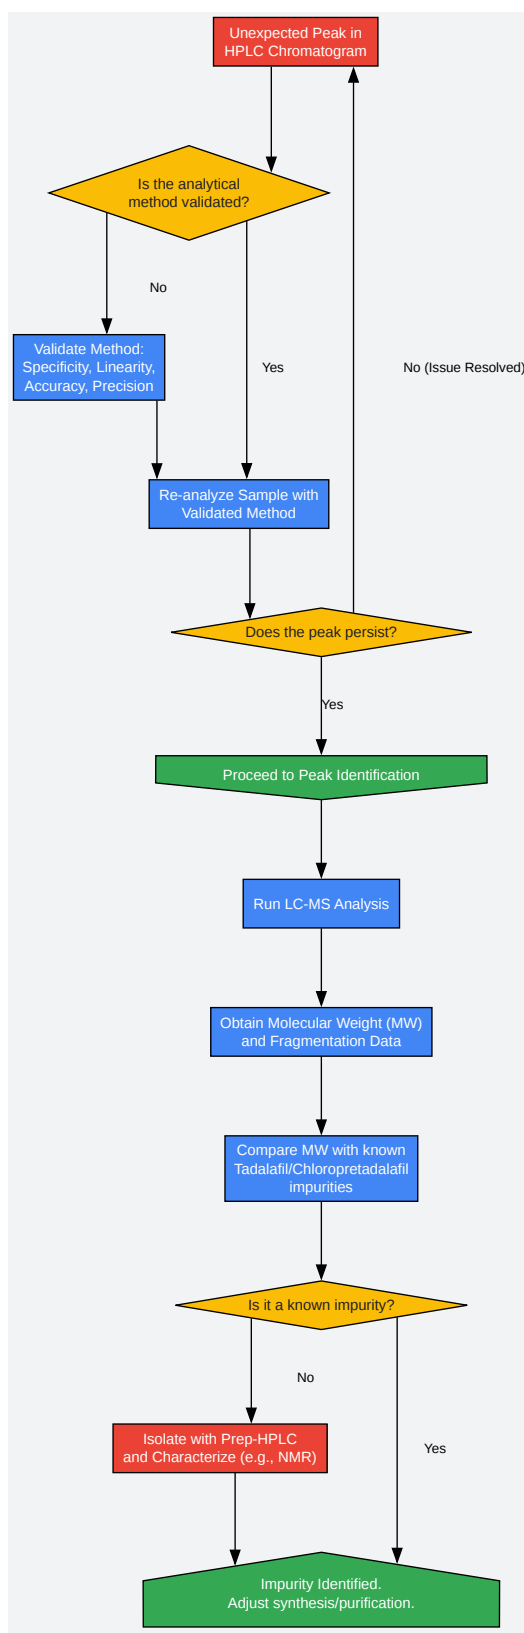 Unexpected Peak in
HPLC Chromatogram
Is the analytical
method validated?
No
Validate Method:
Specificity, Linearity,
Accuracy, Precision
Yes
No (Issue Resolved)
Re-analyze Sample with
Validated Method
Does the peak persist?
Yes
Proceed to Peak Identification
Run LC-MS Analysis
Obtain Molecular Weight (MW)
and Fragmentation Data
Compare MW with known
Tadalafil/Chloropretadalafil
impurities
Is it a known impurity?
No
Isolate with Prep-HPLC
and Characterize (e.g., NMR)
Yes
Impurity Identified.
Adjust synthesis/purification.